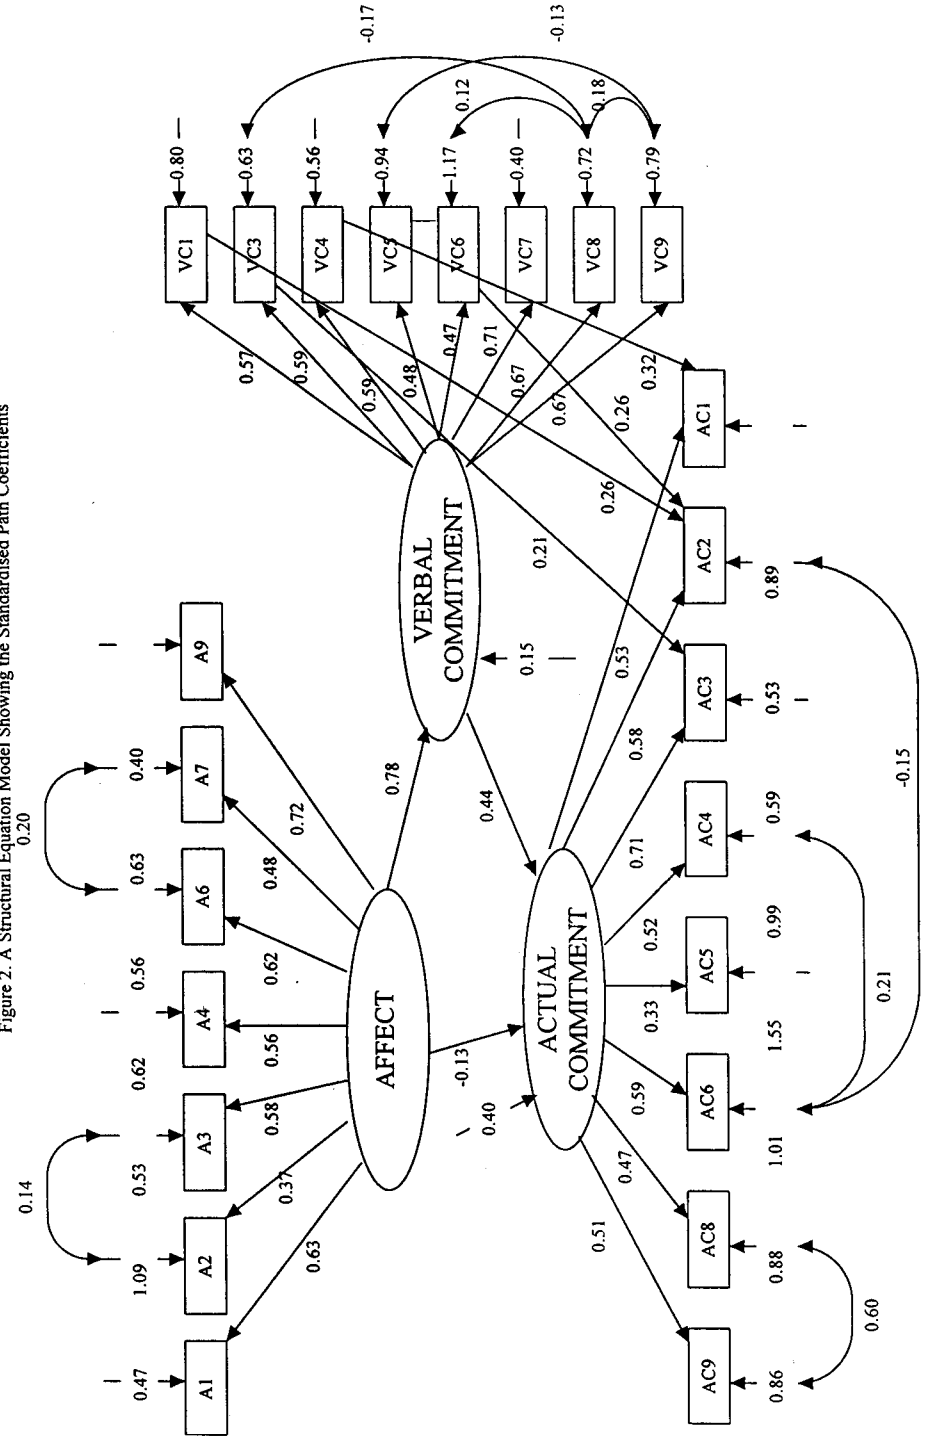 Figure 2. A Structural Equation Model Showing the Standardised Path Coefficients
0.14
0.20
0.47
1.09
0.53
0.62
0.56
0.63
0.40
A1
A2
A3
A4
A6
A7
A9
0.63
0.37
0.58
0.56
0.62
0.48
0.72
AFFECT
0.78
-0.13
0.40
0.44
0.15
VERBAL
COMMITMENT
ACTUAL
COMMITMENT
0.57
0.59
0.59
0.48
0.47
0.71
0.67
0.67
VC1
VC3
VC4
VC5
VC6
VC7
VC8
VC9
0.80
0.63
0.56
0.94
1.17
0.40
0.72
0.79
-0.17
0.12
-0.13
0.18
0.21
0.26
0.26
0.32
0.51
0.47
0.59
0.33
0.52
0.71
0.58
0.53
AC9
AC8
AC6
AC5
AC4
AC3
AC2
AC1
0.86
0.88
1.01
1.55
0.99
0.59
0.53
0.89
0.60
0.21
-0.15